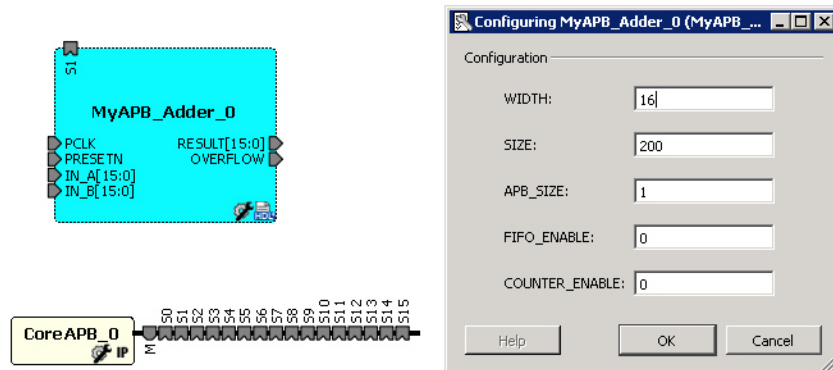 S1
MyAPB_Adder_0
PCLK
PRESETN
IN_A[15:0]
IN_B[15:0]
RESULT[15:0]
OVERFLOW
HDL
CoreAPB_0
IP
M
S0
S1
S2
S3
S4
S5
S6
S7
S8
S9
S10
S11
S12
S13
S14
S15
Configuring MyAPB_Adder_0 (MyAPB_...
Configuration
WIDTH: 16
SIZE: 200
APB_SIZE: 1
FIFO_ENABLE: 0
COUNTER_ENABLE: 0
Help OK Cancel